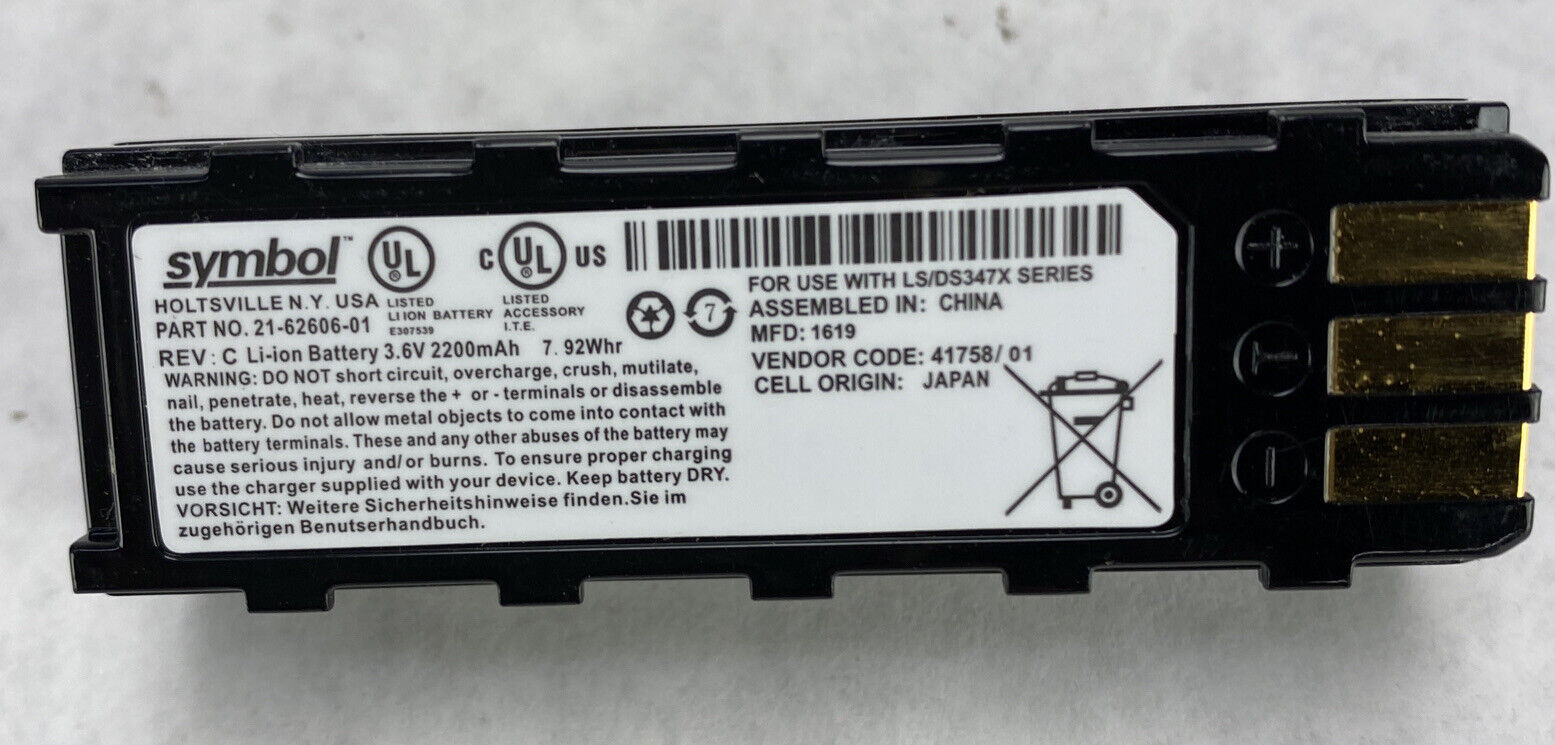 symbol™
HOLTSVILLE N.Y. USA
PART NO. 21-62606-01
UL ®
LISTED
LI ION BATTERY
E307539
C UL ® US
LISTED
ACCESSORY
I.T.E.
7
REV : C Li-ion Battery 3.6V 2200mAh 7.92Whr
WARNING: DO NOT short circuit, overcharge, crush, mutilate,
nail, penetrate, heat, reverse the + or - terminals or disassemble
the battery. Do not allow metal objects to come into contact with
the battery terminals. These and any other abuses of the battery may
cause serious injury and/ or burns. To ensure proper charging
use the charger supplied with your device. Keep battery DRY.
VORSICHT: Weitere Sicherheitshinweise finden.Sie im
zugehörigen Benutzerhandbuch.
FOR USE WITH LS/DS347X SERIES
ASSEMBLED IN: CHINA
MFD: 1619
VENDOR CODE: 41758/ 01
CELL ORIGIN: JAPAN
+
T
-